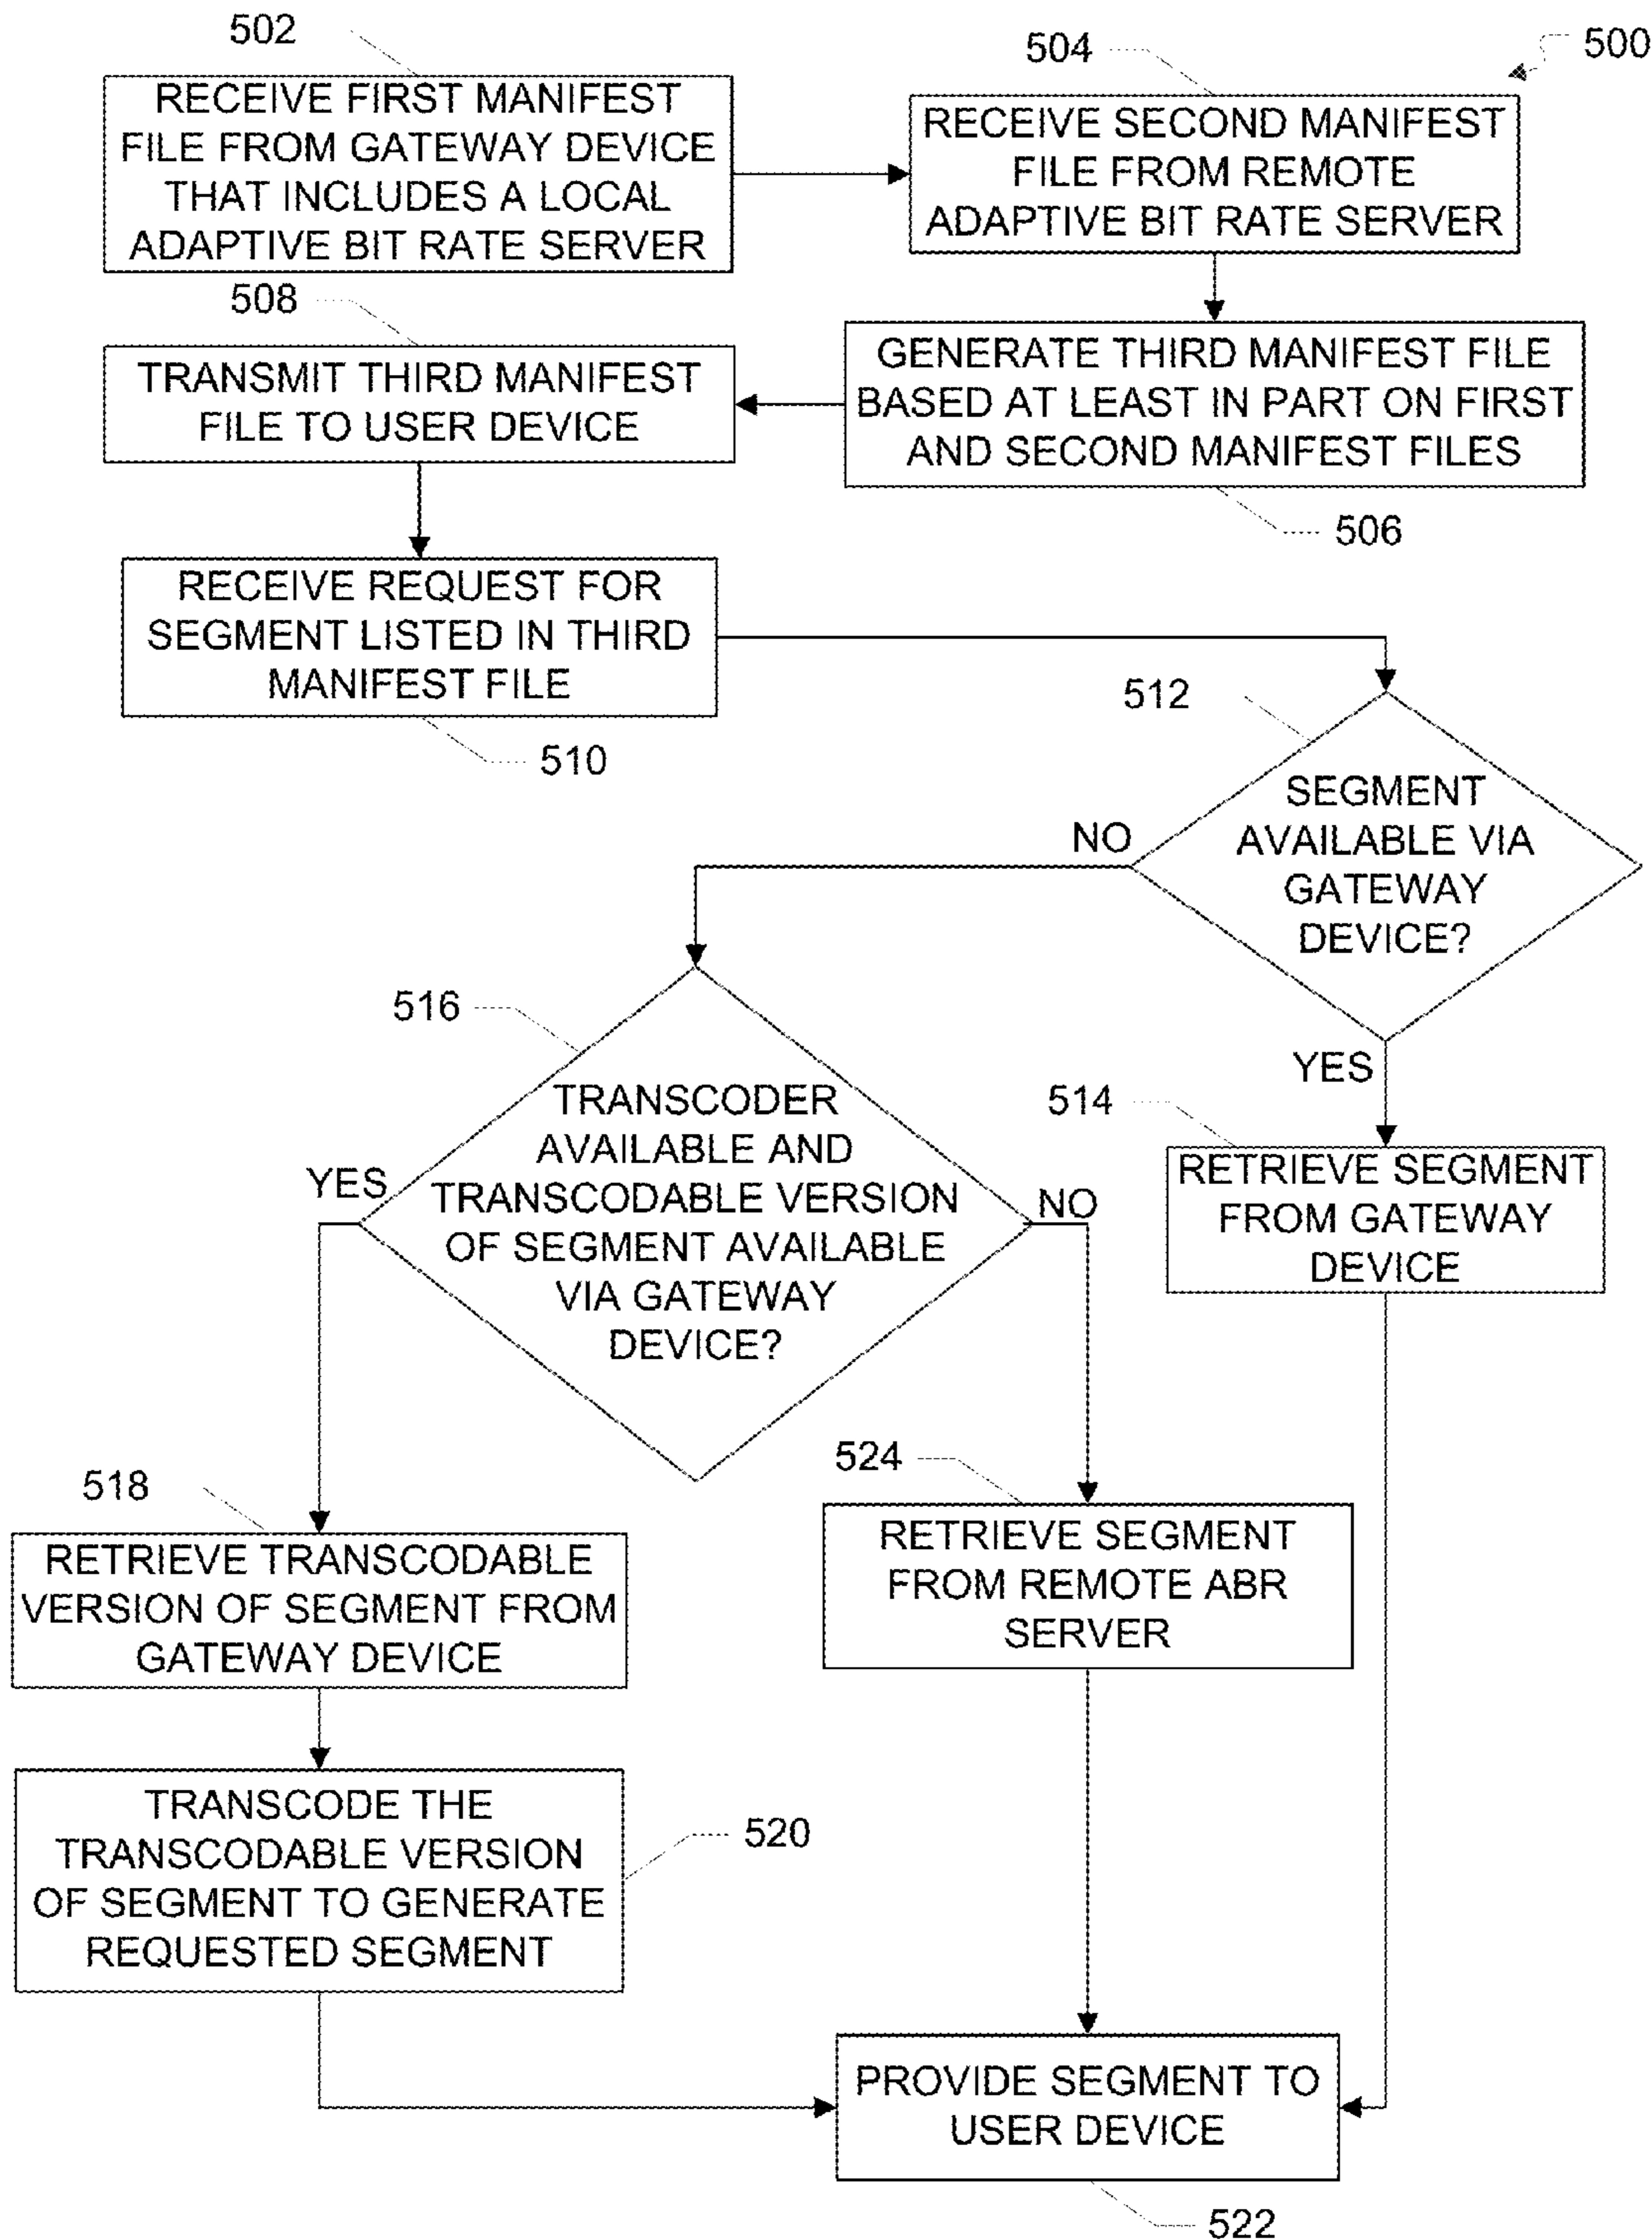 502
RECEIVE FIRST MANIFEST
FILE FROM GATEWAY DEVICE
THAT INCLUDES A LOCAL
ADAPTIVE BIT RATE SERVER
504
500
RECEIVE SECOND MANIFEST
FILE FROM REMOTE
ADAPTIVE BIT RATE SERVER
508
TRANSMIT THIRD MANIFEST
FILE TO USER DEVICE
GENERATE THIRD MANIFEST FILE
BASED AT LEAST IN PART ON FIRST
AND SECOND MANIFEST FILES
506
RECEIVE REQUEST FOR
SEGMENT LISTED IN THIRD
MANIFEST FILE
510
512
SEGMENT
AVAILABLE VIA
GATEWAY
DEVICE?
NO
YES
514
RETRIEVE SEGMENT
FROM GATEWAY
DEVICE
516
TRANSCODER
AVAILABLE AND
TRANSCODABLE VERSION
OF SEGMENT AVAILABLE
VIA GATEWAY
DEVICE?
YES
NO
518
RETRIEVE TRANSCODABLE
VERSION OF SEGMENT FROM
GATEWAY DEVICE
524
RETRIEVE SEGMENT
FROM REMOTE ABR
SERVER
TRANSCODE THE
TRANSCODABLE VERSION
OF SEGMENT TO GENERATE
REQUESTED SEGMENT
520
PROVIDE SEGMENT TO
USER DEVICE
522